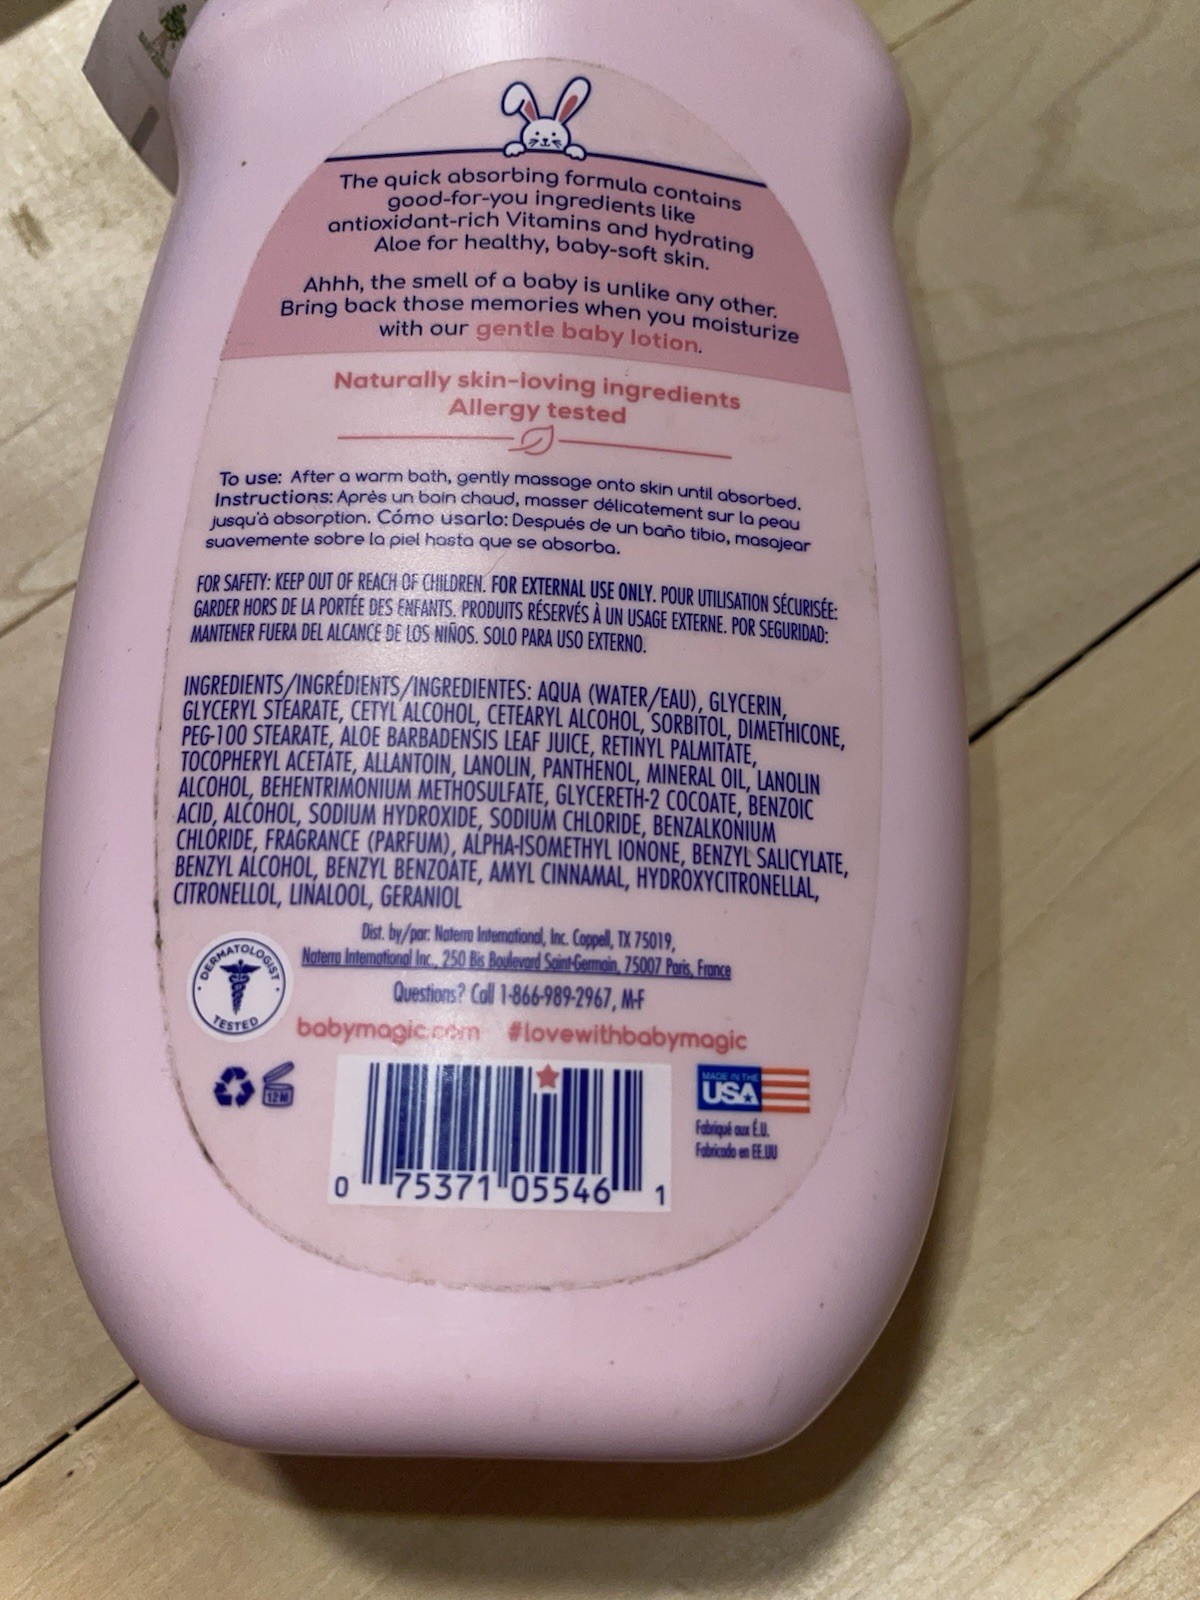 The quick absorbing formula contains
good-for-you ingredients like
antioxidant-rich Vitamins and hydrating
Aloe for healthy, baby-soft skin.
Ahhh, the smell of a baby is unlike any other.
Bring back those memories when you moisturize
with our gentle baby lotion.
Naturally skin-loving ingredients
Allergy tested
To use: After a warm bath, gently massage onto skin until absorbed.
Instructions: Après un bain chaud, masser délicatement sur la peau
jusqu'à absorption. Cómo usarlo: Después de un baño tibio, masajear
suavemente sobre la piel hasta que se absorba.
FOR SAFETY: KEEP OUT OF REACH OF CHILDREN. FOR EXTERNAL USE ONLY. POUR UTILISATION SÉCURISÉE:
GARDER HORS DE LA PORTÉE DES ENFANTS. PRODUITS RÉSERVÉS À UN USAGE EXTERNE. POR SEGURIDAD:
MANTENER FUERA DEL ALCANCE DE LOS NIÑOS. SOLO PARA USO EXTERNO.
INGREDIENTS/INGRÉDIENTS/INGREDIENTES: AQUA (WATER/EAU), GLYCERIN,
GLYCERYL STEARATE, CETYL ALCOHOL, CETEARYL ALCOHOL, SORBITOL, DIMETHICONE,
PEG-100 STEARATE, ALOE BARBADENSIS LEAF JUICE, RETINYL PALMITATE,
TOCOPHERYL ACETATE, ALLANTOIN, LANOLIN, PANTHENOL, MINERAL OIL, LANOLIN
ALCOHOL, BEHENTRIMONIUM METHOSULFATE, GLYCERETH-2 COCOATE, BENZOIC
ACID, ALCOHOL, SODIUM HYDROXIDE, SODIUM CHLORIDE, BENZALKONIUM
CHLORIDE, FRAGRANCE (PARFUM), ALPHA-ISOMETHYL IONONE, BENZYL SALICYLATE,
BENZYL ALCOHOL, BENZYL BENZOATE, AMYL CINNAMAL, HYDROXYCITRONELLAL,
CITRONELLOL, LINALOOL, GERANIOL
Dist. by/par: Naterra International, Inc. Coppell, TX 75019,
Naterra International Inc., 250 Bis Boulevard Saint-Germain, 75007 Paris, France
Questions? Call 1-866-989-2967, M-F
DERMATOLOGIST
TESTED
babymagic.com #lovewithbabymagic
12M
MADE IN THE
USA
Fabriqué aux É.U.
Fabricado en EE.UU
0 75371 05546 1